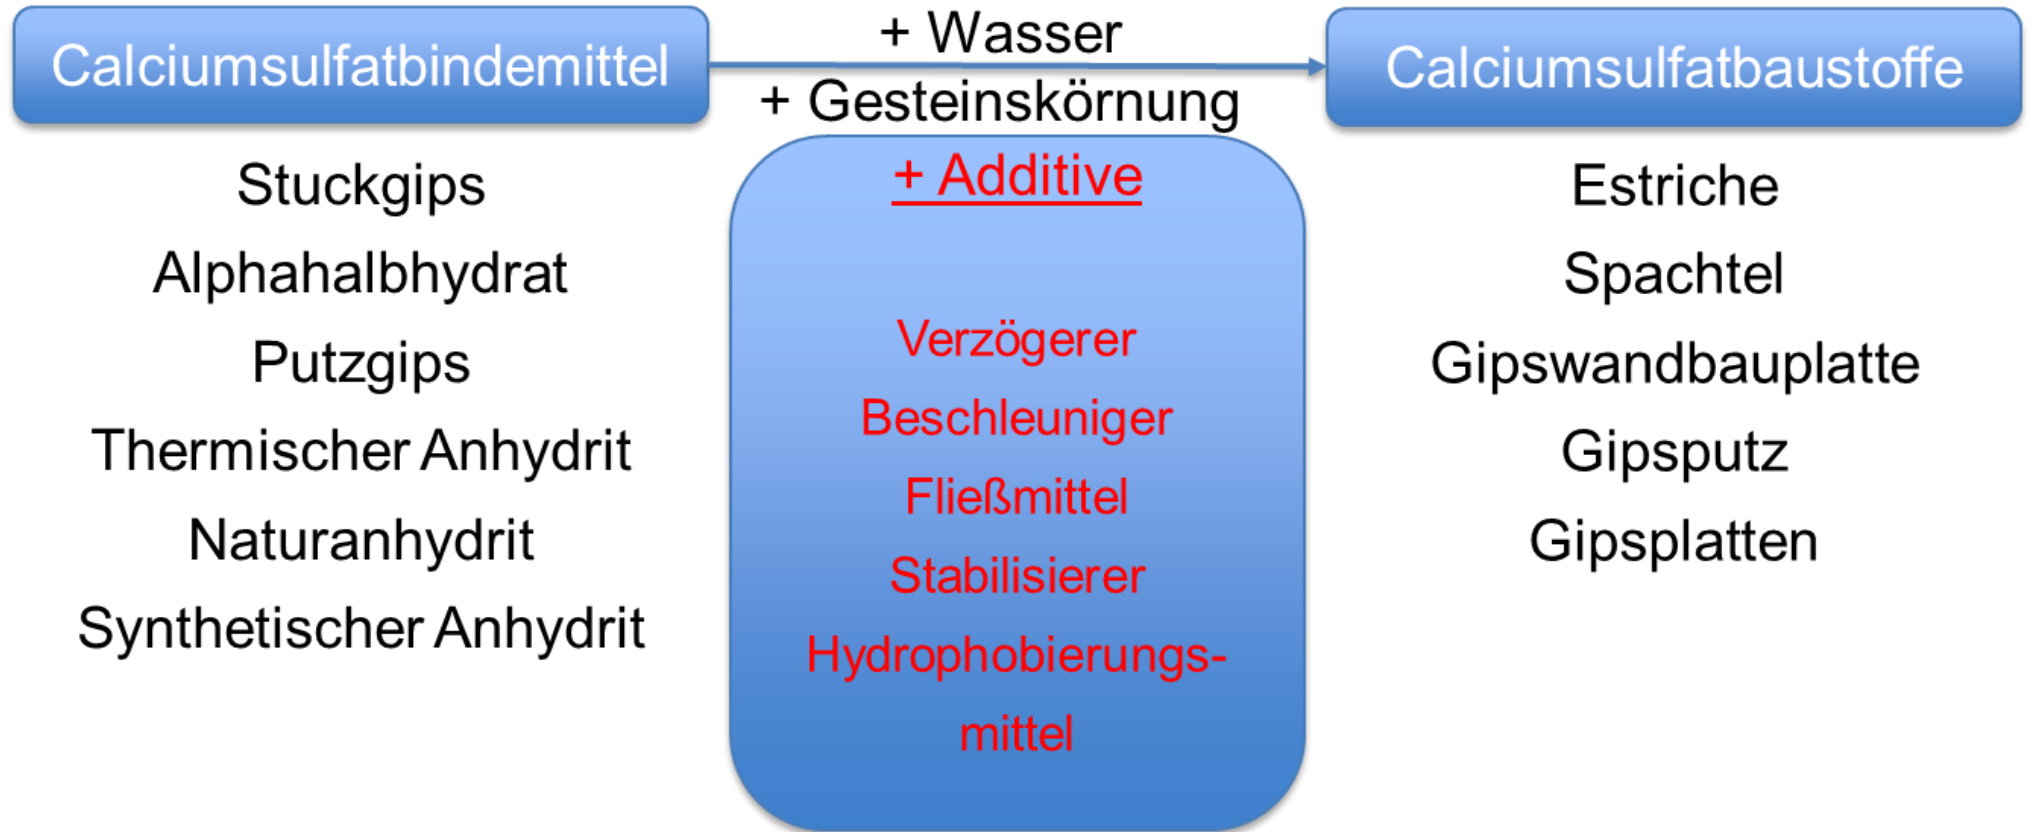 Calciumsulfatbindemittel
+ Wasser
+ Gesteinskörnung
Calciumsulfatbaustoffe
Stuckgips
Alphahalbhydrat
Putzgips
Thermischer Anhydrit
Naturanhydrit
Synthetischer Anhydrit
+ Additive
Verzögerer
Beschleuniger
Fließmittel
Stabilisierer
Hydrophobierungs-
mittel
Estriche
Spachtel
Gipswandbauplatte
Gipsputz
Gipsplatten